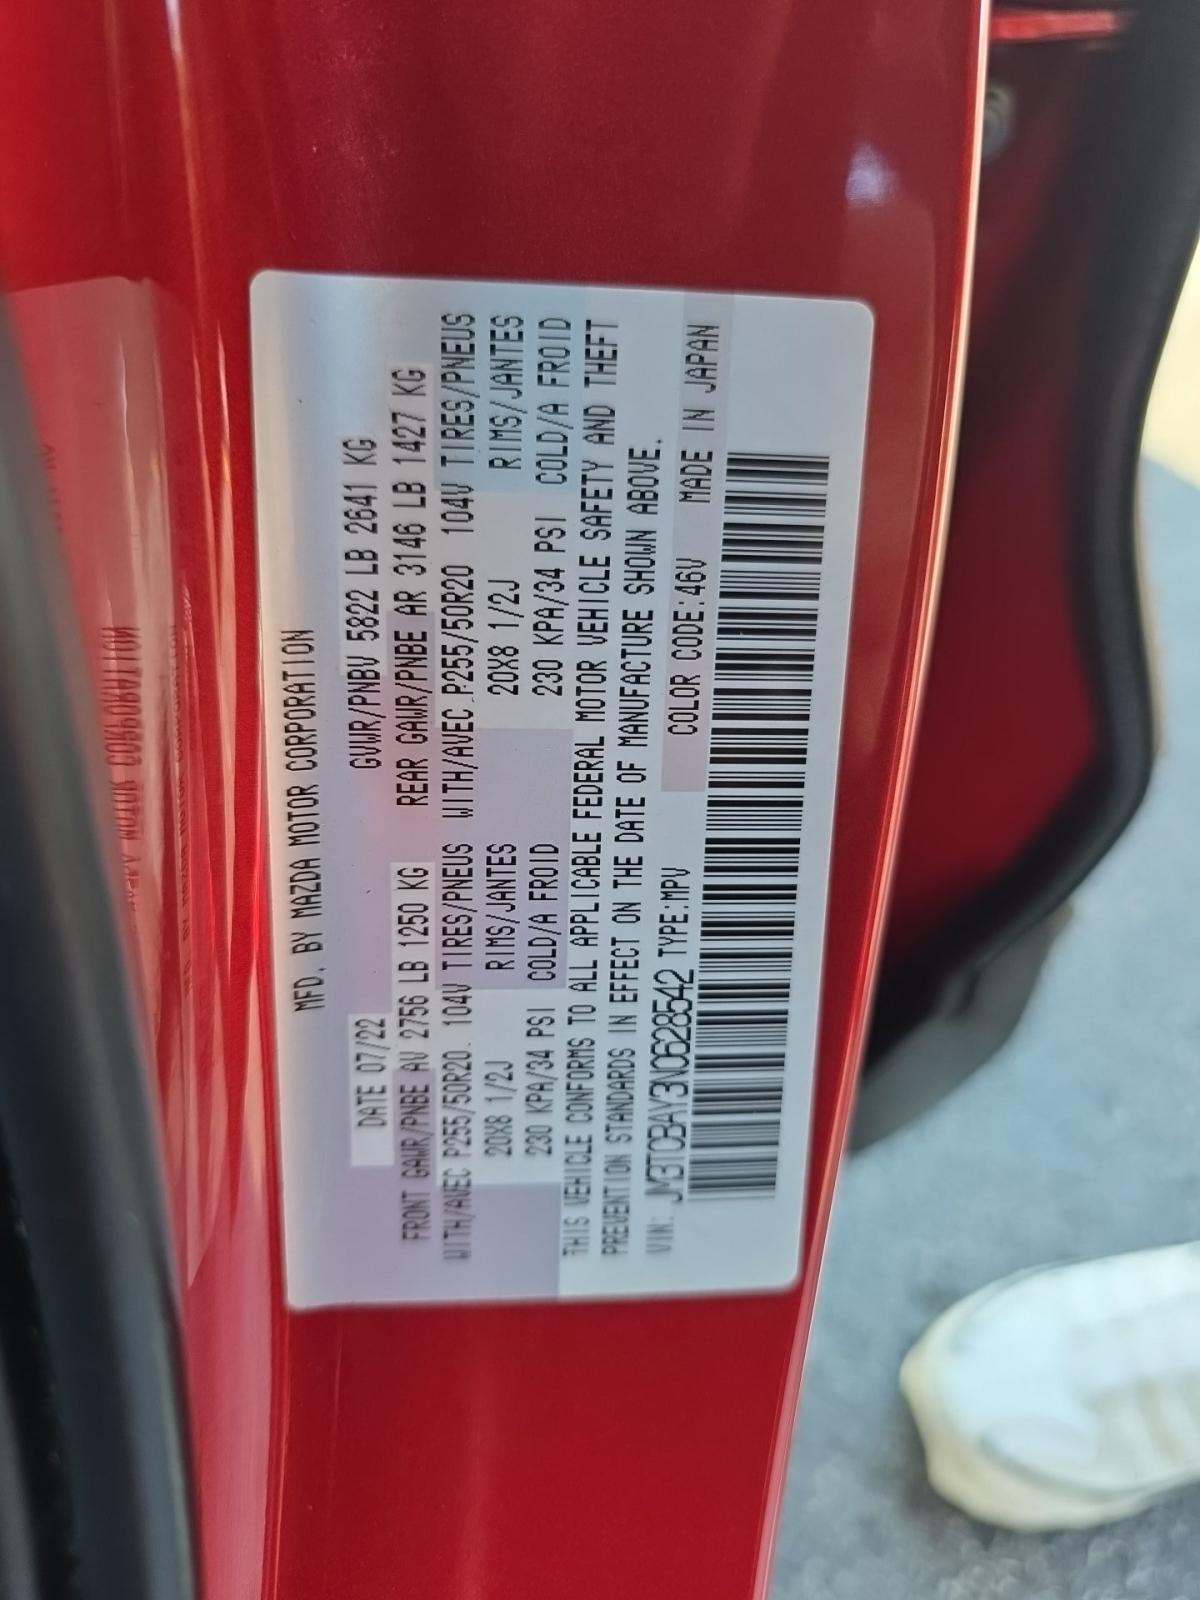 MFD. BY MAZDA MOTOR CORPORATION
DATE 07/22 GVWR/PNBV 5822 LB 2641 KG
FRONT GAWR/PNBE AV 2756 LB 1250 KG REAR GAWR/PNBE AR 3146 LB 1427 KG
WITH/AVEC P255/50R20. 104V TIRES/PNEUS WITH/AVEC P255/50R20 104V TIRES/PNEUS
20X8 1/2J RIMS/JANTES 20X8 1/2J RIMS/JANTES
230 KPA/34 PSI COLD/A FROID 230 KPA/34 PSI COLD/A FROID
THIS VEHICLE CONFORMS TO ALL APPLICABLE FEDERAL MOTOR VEHICLE SAFETY AND THEFT
PREVENTION STANDARDS IN EFFECT ON THE DATE OF MANUFACTURE SHOWN ABOVE.
VIN: JM3TCBAY3N0628542 TYPE:MPV COLOR CODE:46V MADE IN JAPAN